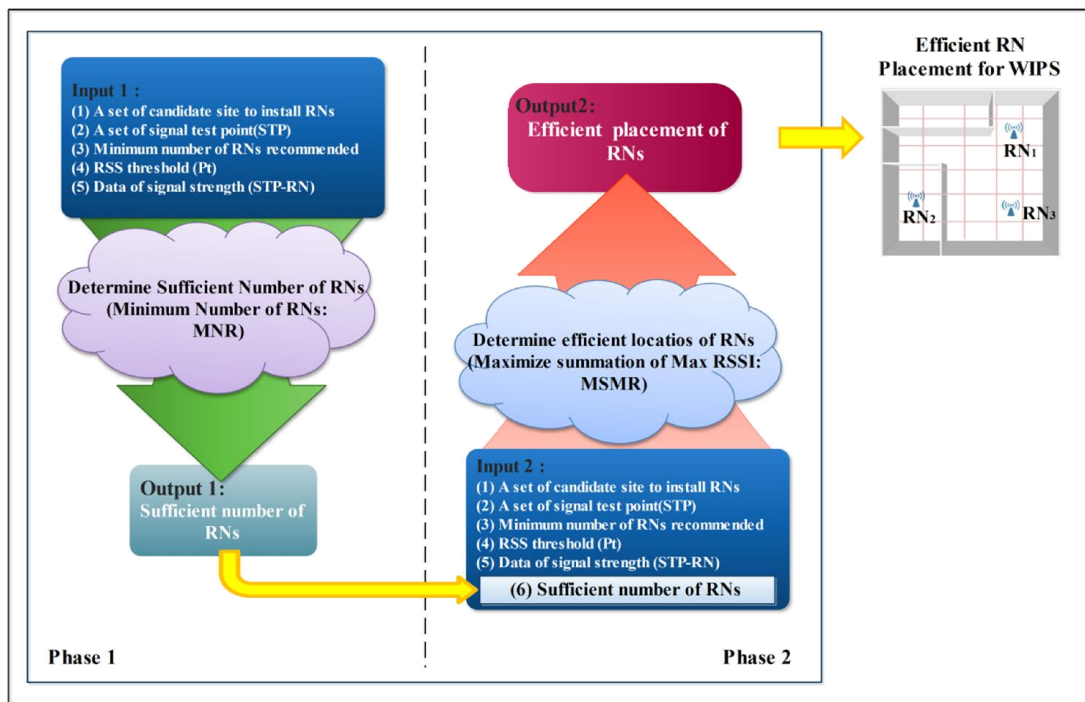 Input 1 :
(1) A set of candidate site to install RNs
(2) A set of signal test point(STP)
(3) Minimum number of RNs recommended
(4) RSS threshold (Pt)
(5) Data of signal strength (STP-RN)
Determine Sufficient Number of RNs
(Minimum Number of RNs:
MNR)
Output 1:
Sufficient number of
RNs
Phase 1
Output2:
Efficient placement of
RNs
Determine efficient locatios of RNs
(Maximize summation of Max RSSI:
MSMR)
Input 2 :
(1) A set of candidate site to install RNs
(2) A set of signal test point(STP)
(3) Minimum number of RNs recommended
(4) RSS threshold (Pt)
(5) Data of signal strength (STP-RN)
(6) Sufficient number of RNs
Phase 2
Efficient RN
Placement for WIPS
RN1
RN2
RN3